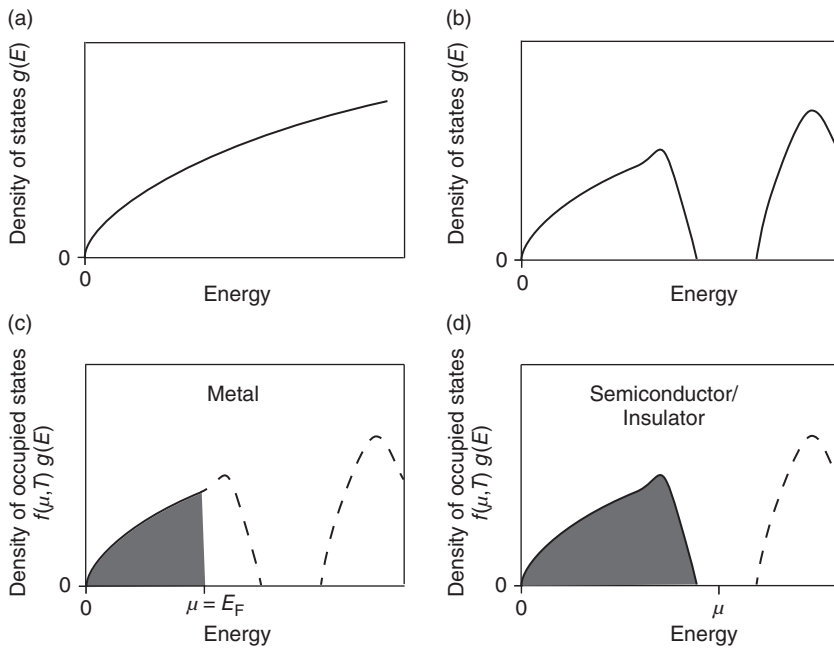 (a)
Density of states g(E)
0
0
Energy
(b)
Density of states g(E)
0
0
Energy
(c)
Density of occupied states
f(μ,T) g(E)
Metal
0
0
μ = E_F
Energy
(d)
Density of occupied states
f(μ,T) g(E)
Semiconductor/
Insulator
0
0
μ
Energy